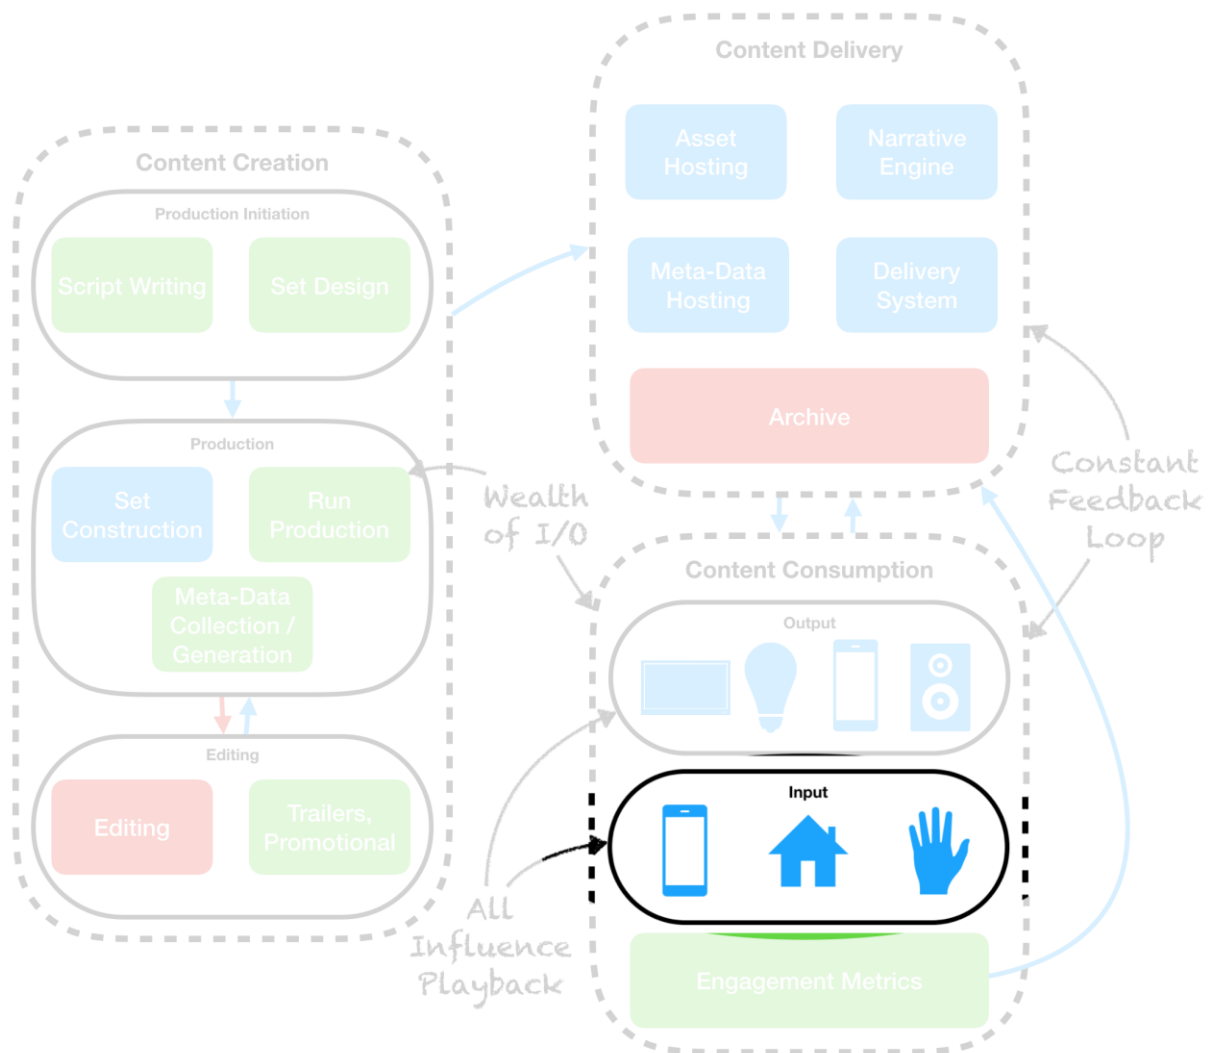 Content Creation
Production Initiation
Script Writing
Set Design
Production
Set
Construction
Run
Production
Meta-Data
Collection /
Generation
Editing
Editing
Trailers,
Promotional
Wealth
of I/O
Content Delivery
Asset
Hosting
Narrative
Engine
Meta-Data
Hosting
Delivery
System
Archive
Constant
Feedback
Loop
Content Consumption
Output
Input
All
Influence
Playback
Engagement Metrics